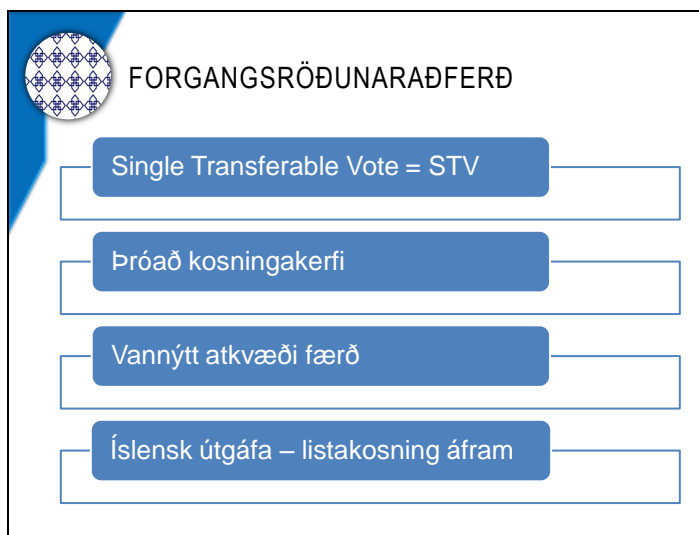 FORGANGSRÖÐUNARAÐFERÐ
Single Transferable Vote = STV
Þróað kosningakerfi
Vannýtt atkvæði færð
Íslensk útgáfa – listakosning áfram